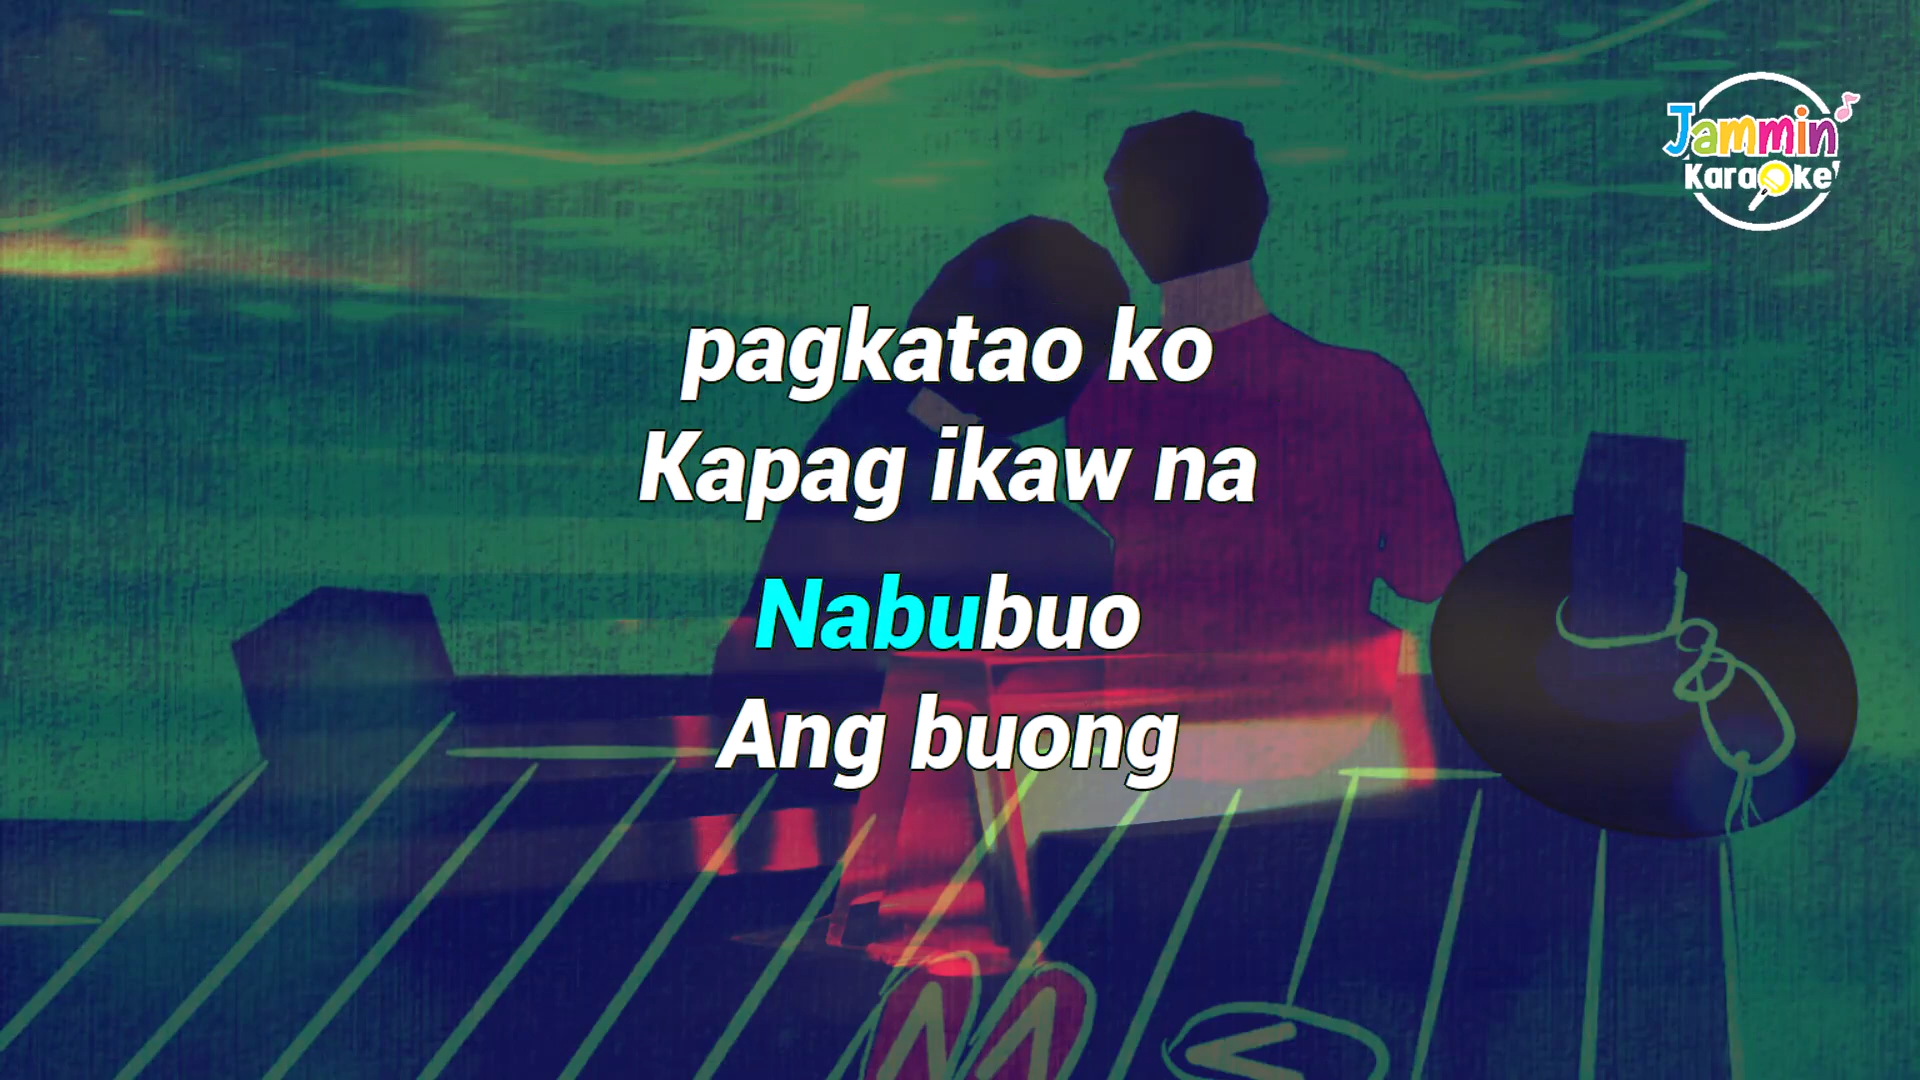 Jammin'
Karaoke
pagkatao ko
Kapag ikaw na
Nabubuo
Ang buong